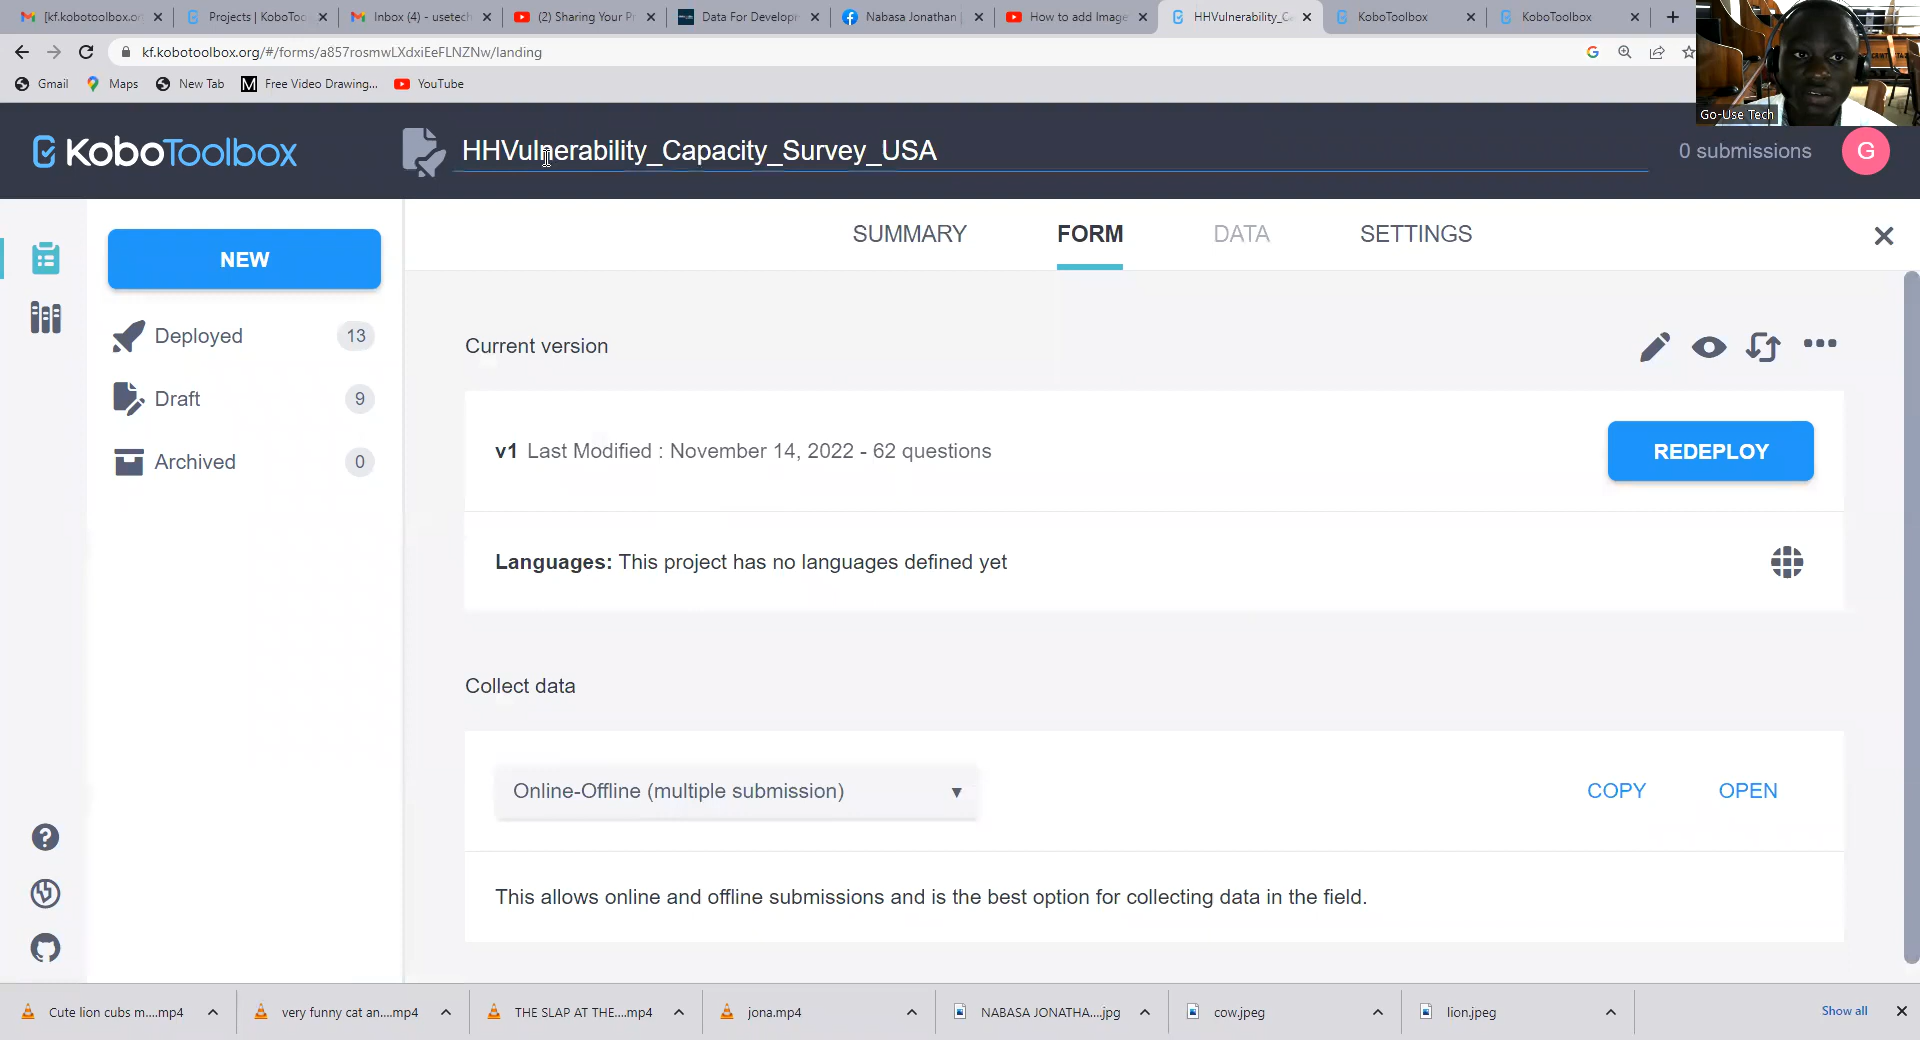 [kf.kobotoolbox.or
Projects | KoboToo
Inbox (4) - usetech
(2) Sharing Your Pr
Data For Developm
Nabasa Jonathan |
How to add Image
HHVulnerability_Ca
KoboToolbox
KoboToolbox
kf.kobotoolbox.org/#/forms/a857rosmwLXdxiEeFLNZNw/landing
Gmail
Maps
New Tab
Free Video Drawing...
YouTube
Go-Use Tech
KoboToolbox
HHVulnerability_Capacity_Survey_USA
0 submissions
G
NEW
SUMMARY
FORM
DATA
SETTINGS
Deployed 13
Draft 9
Archived 0
Current version
v1 Last Modified : November 14, 2022 - 62 questions
REDEPLOY
Languages: This project has no languages defined yet
Collect data
Online-Offline (multiple submission)
COPY
OPEN
This allows online and offline submissions and is the best option for collecting data in the field.
Cute lion cubs m....mp4
very funny cat an....mp4
THE SLAP AT THE....mp4
jona.mp4
NABASA JONATHA....jpg
cow.jpeg
lion.jpeg
Show all